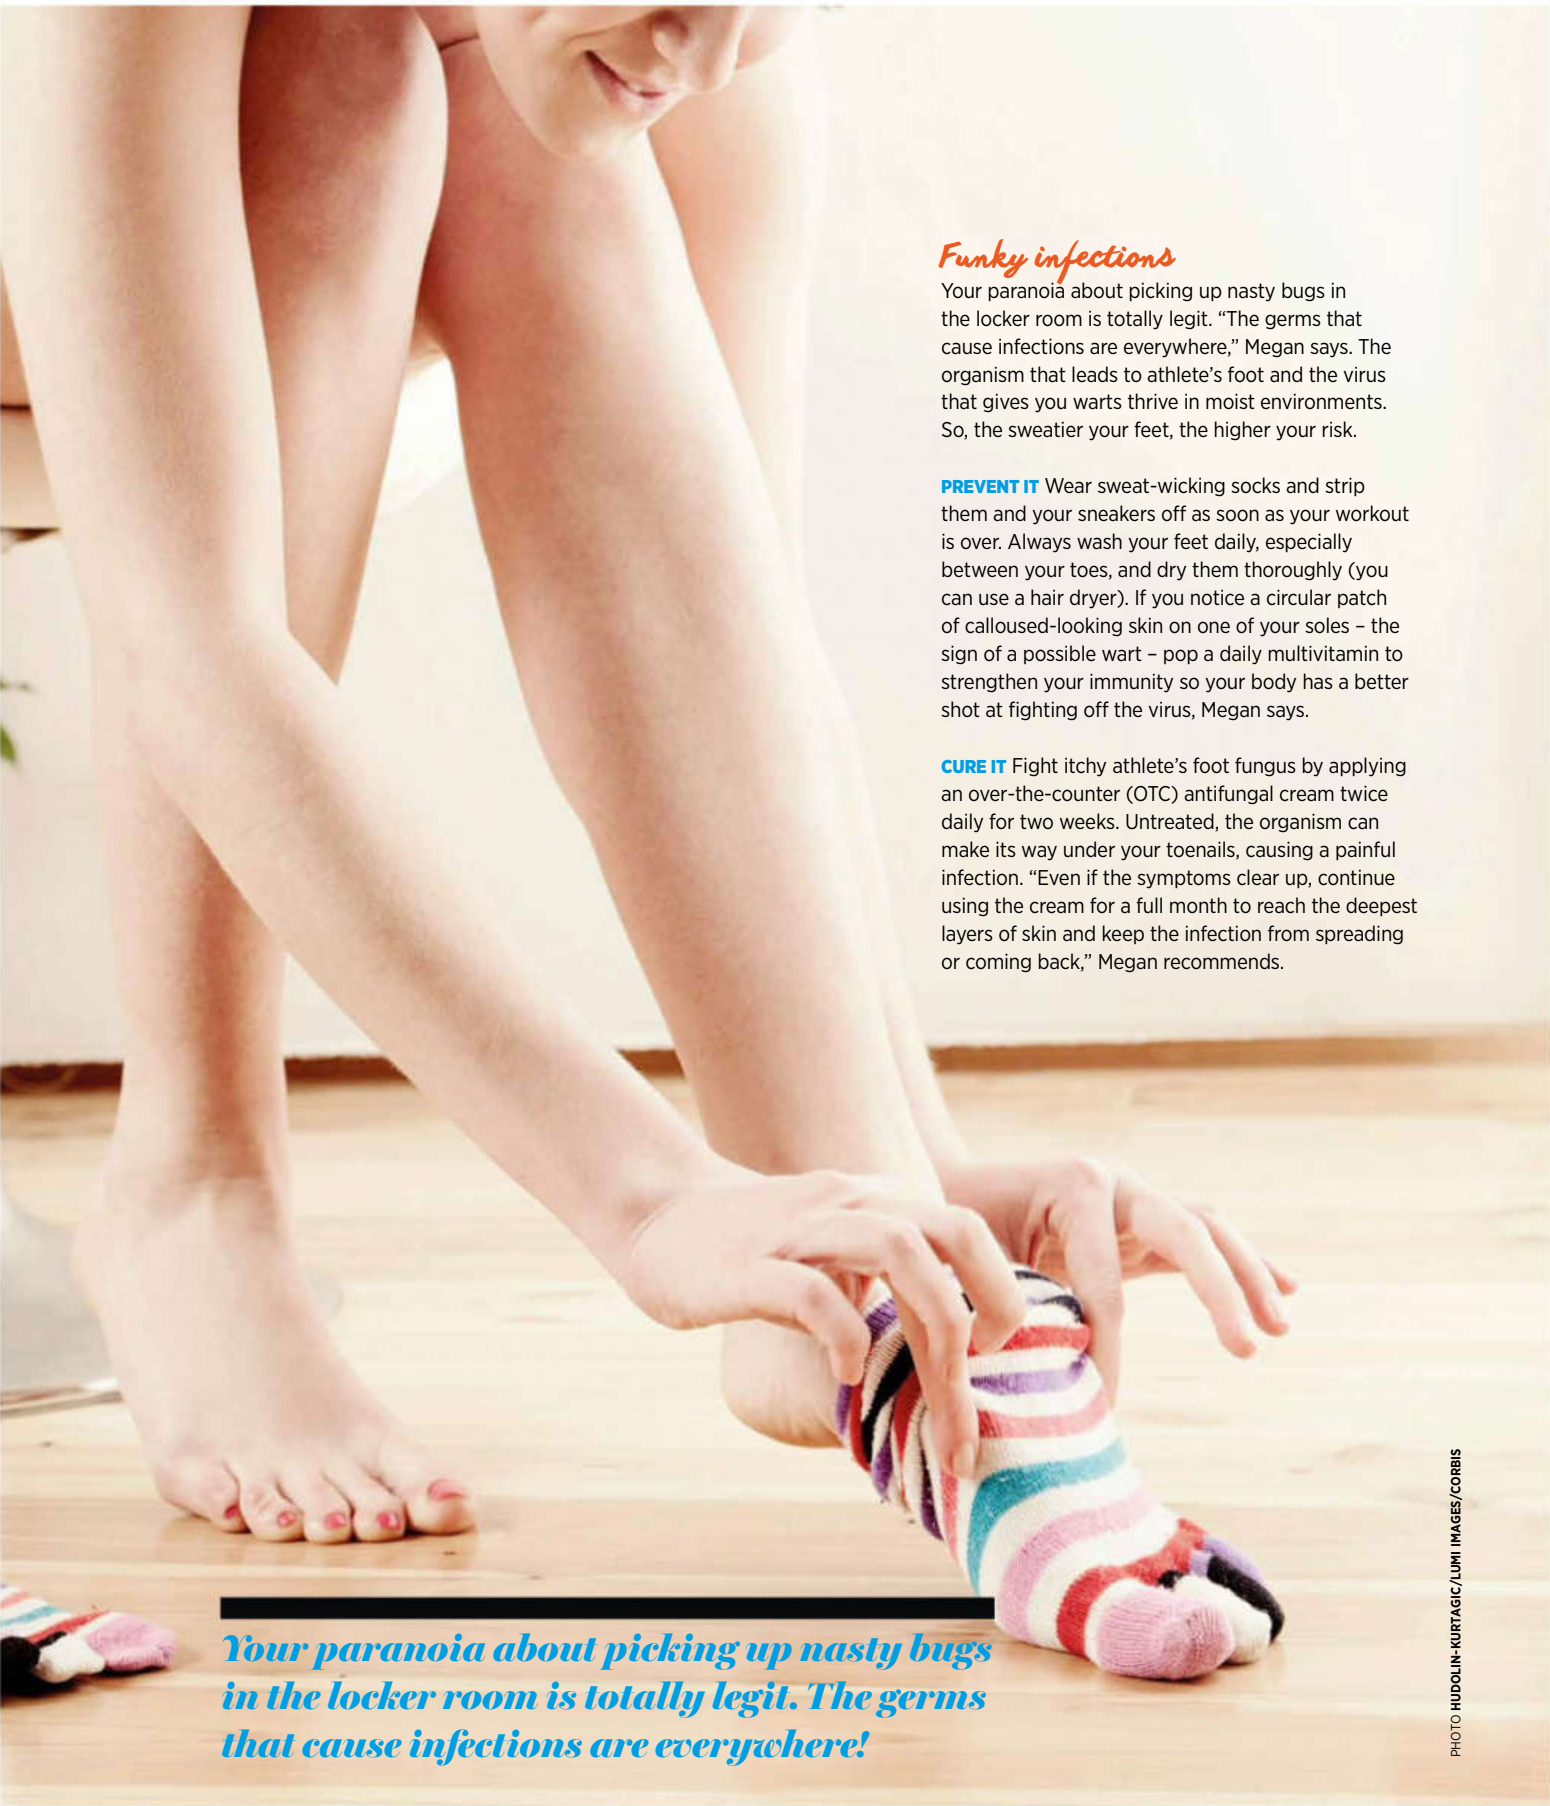 Funky infections
Your paranoia about picking up nasty bugs in
the locker room is totally legit. “The germs that
cause infections are everywhere,” Megan says. The
organism that leads to athlete’s foot and the virus
that gives you warts thrive in moist environments.
So, the sweatier your feet, the higher your risk.
PREVENT IT Wear sweat-wicking socks and strip
them and your sneakers off as soon as your workout
is over. Always wash your feet daily, especially
between your toes, and dry them thoroughly (you
can use a hair dryer). If you notice a circular patch
of calloused-looking skin on one of your soles – the
sign of a possible wart – pop a daily multivitamin to
strengthen your immunity so your body has a better
shot at fighting off the virus, Megan says.
CURE IT Fight itchy athlete’s foot fungus by applying
an over-the-counter (OTC) antifungal cream twice
daily for two weeks. Untreated, the organism can
make its way under your toenails, causing a painful
infection. “Even if the symptoms clear up, continue
using the cream for a full month to reach the deepest
layers of skin and keep the infection from spreading
or coming back,” Megan recommends.
Your paranoia about picking up nasty bugs
in the locker room is totally legit. The germs
that cause infections are everywhere!
PHOTO HUDOLIN-KURTAGIC/LUMI IMAGES/CORBIS